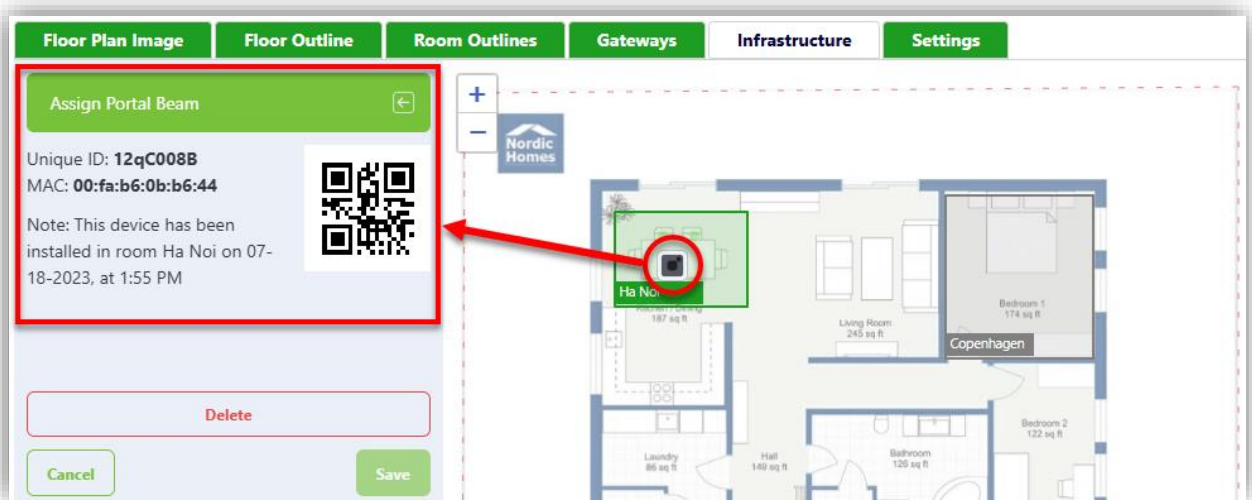 Floor Plan Image
Floor Outline
Room Outlines
Gateways
Infrastructure
Settings
Assign Portal Beam
Unique ID: 12qC008B
MAC: 00:fa:b6:0b:b6:44
Note: This device has been
installed in room Ha Noi on 07-
18-2023, at 1:55 PM
Delete
Cancel
Save
+
−
Nordic
Homes
Ha Noi
Kitchen / Dining
187 sq ft
Living Room
245 sq ft
Bedroom 1
174 sq ft
Copenhagen
Bedroom 2
122 sq ft
Laundry
86 sq ft
Hall
149 sq ft
Bathroom
126 sq ft